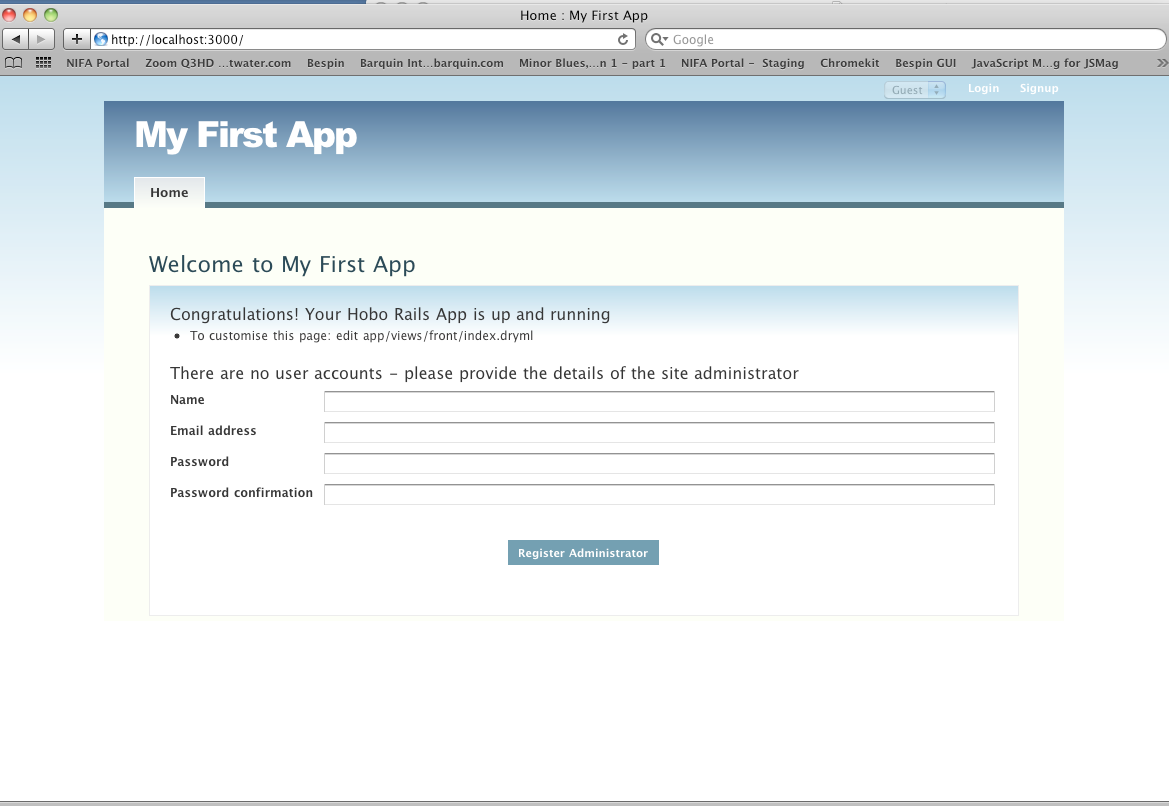 Home : My First App
http://localhost:3000/
Google
NIFA Portal Zoom Q3HD ...twater.com Bespin Barquin Int...barquin.com Minor Blues,...n 1 – part 1 NIFA Portal – Staging Chromekit Bespin GUI JavaScript M...g for JSMag
Guest Login Signup
My First App
Home
Welcome to My First App
Congratulations! Your Hobo Rails App is up and running
• To customise this page: edit app/views/front/index.dryml
There are no user accounts – please provide the details of the site administrator
Name
Email address
Password
Password confirmation
Register Administrator